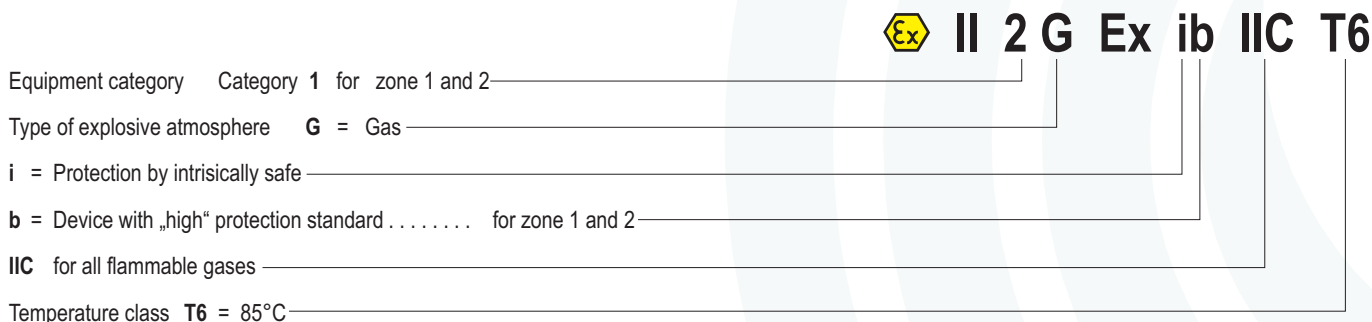 Ex II 2 G Ex ib IIC T6
Equipment category Category 1 for zone 1 and 2
Type of explosive atmosphere G = Gas
i = Protection by intrisically safe
b = Device with „high“ protection standard . . . . . . . . for zone 1 and 2
IIC for all flammable gases
Temperature class T6 = 85°C